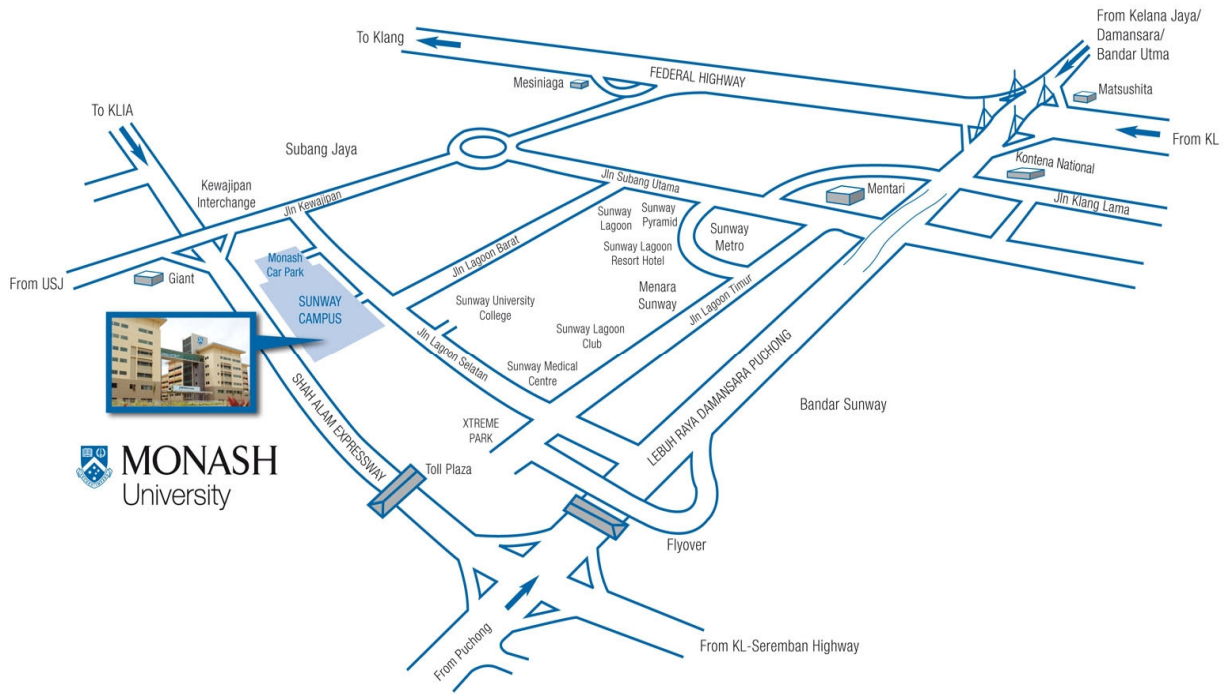 From Kelana Jaya/
Damansara/
Bandar Utma
To Klang
FEDERAL HIGHWAY
Mesiniaga
Matsushita
To KLIA
From KL
Subang Jaya
Kontena National
Kewajipan
Interchange
Jln Kewajipan
Jln Subang Utama
Mentari
Jln Klang Lama
Sunway
Lagoon
Sunway
Pyramid
Sunway
Metro
Sunway Lagoon
Resort Hotel
Jln Lagoon Barat
Monash
Car Park
From USJ
Giant
Menara
Sunway
Jln Lagoon Timur
SUNWAY
CAMPUS
Sunway University
College
Sunway Lagoon
Club
Jln Lagoon Selatan
Sunway Medical
Centre
LEBUH RAYA DAMANSARA PUCHONG
Bandar Sunway
SHAH ALAM EXPRESSWAY
XTREME
PARK
MONASH
University
Toll Plaza
Flyover
From Puchong
From KL-Seremban Highway